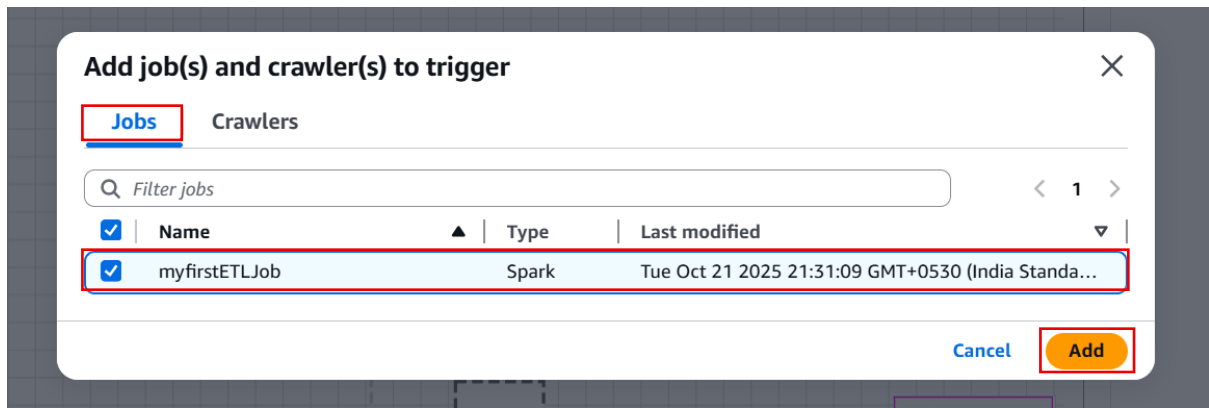 Add job(s) and crawler(s) to trigger
Jobs Crawlers
Filter jobs 1
Name Type Last modified
myfirstETLJob Spark Tue Oct 21 2025 21:31:09 GMT+0530 (India Standa...
Cancel Add